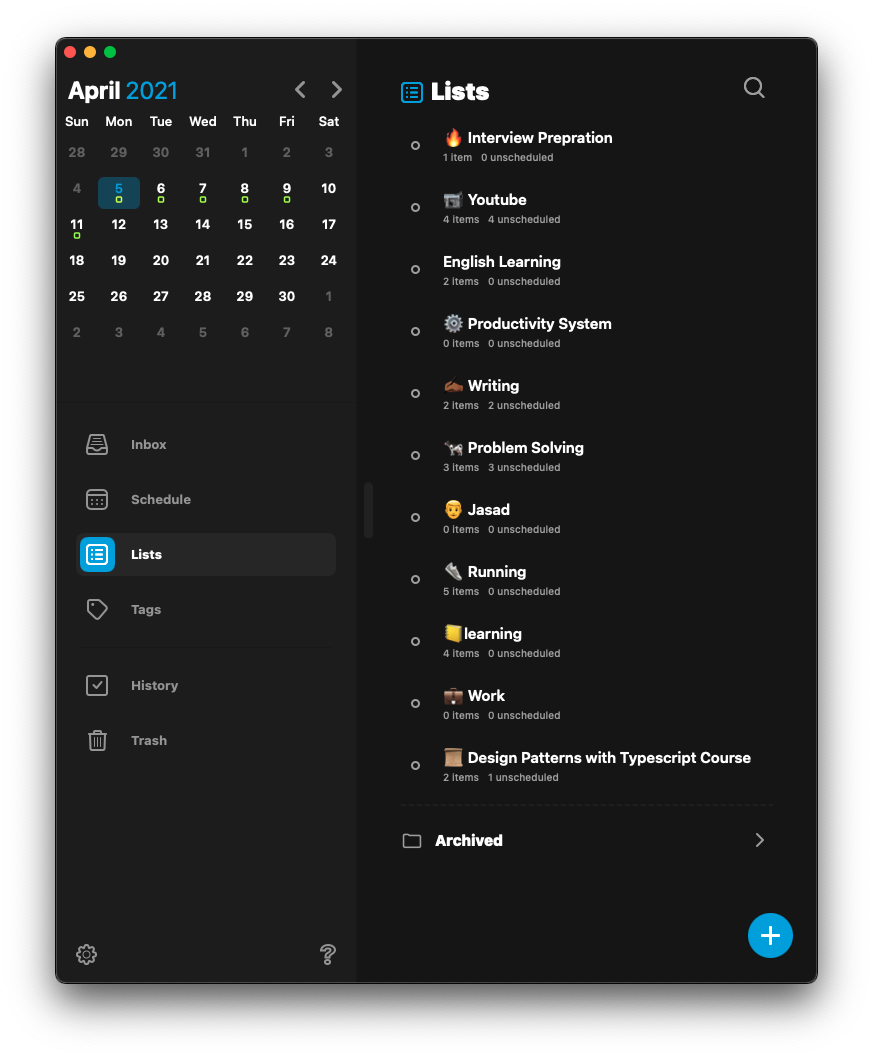 April 2021
Sun Mon Tue Wed Thu Fri Sat
28 29 30 31 1 2 3
4 5 6 7 8 9 10
11 12 13 14 15 16 17
18 19 20 21 22 23 24
25 26 27 28 29 30 1
2 3 4 5 6 7 8
Inbox
Schedule
Lists
Tags
History
Trash
?
Lists
🔥 Interview Prepration
1 item 0 unscheduled
📹 Youtube
4 items 4 unscheduled
English Learning
2 items 0 unscheduled
⚙️ Productivity System
0 items 0 unscheduled
✍🏾 Writing
2 items 2 unscheduled
🐩 Problem Solving
3 items 3 unscheduled
👨 Jasad
0 items 0 unscheduled
👟 Running
5 items 0 unscheduled
📒learning
4 items 0 unscheduled
💼 Work
0 items 0 unscheduled
📜 Design Patterns with Typescript Course
2 items 1 unscheduled
Archived